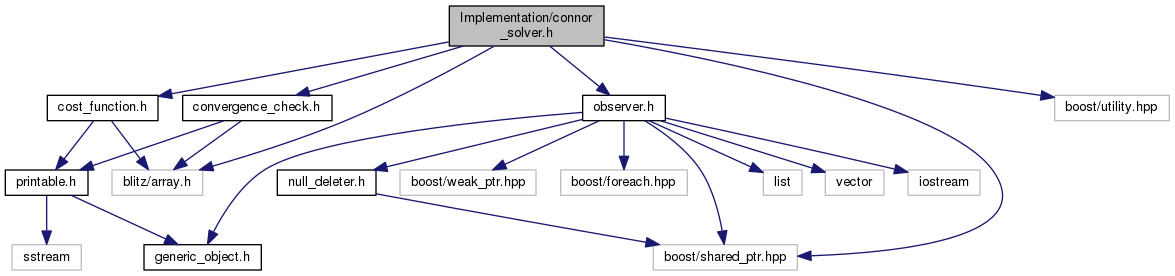 Implementation/connor
_solver.h
cost_function.h
convergence_check.h
observer.h
boost/utility.hpp
printable.h
blitz/array.h
null_deleter.h
boost/weak_ptr.hpp
boost/foreach.hpp
list
vector
iostream
sstream
generic_object.h
boost/shared_ptr.hpp